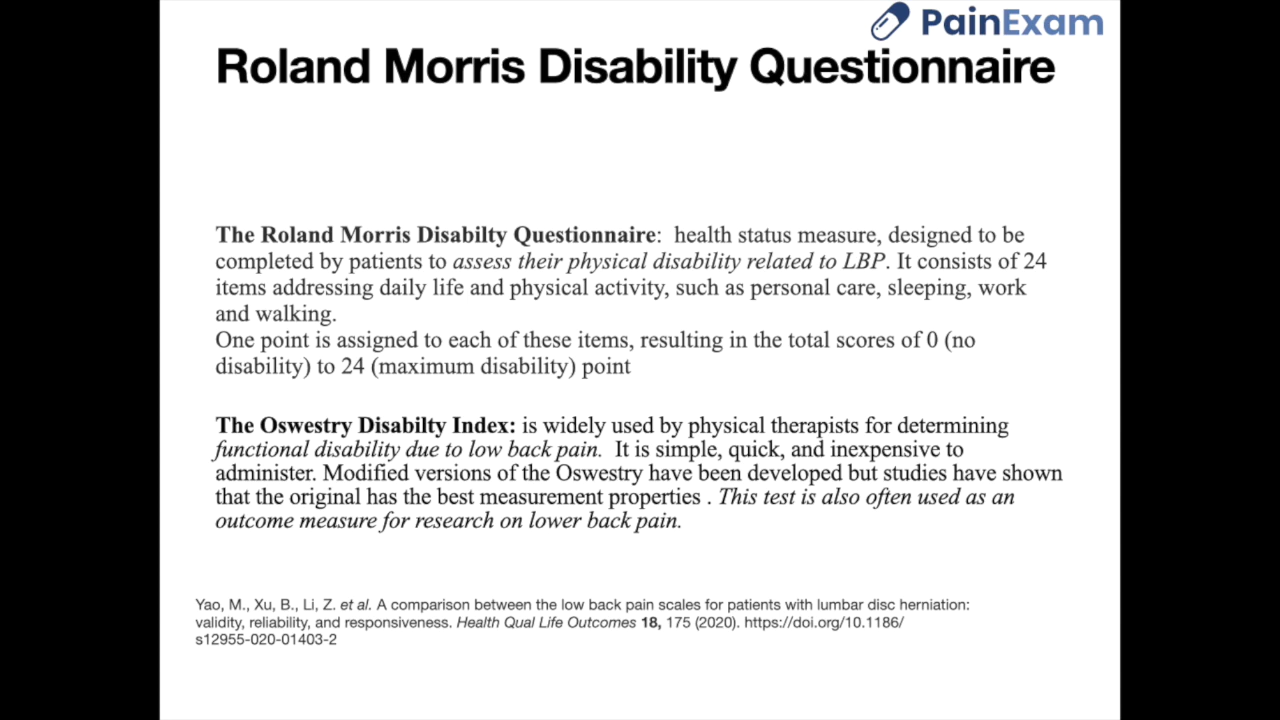 PainExam
Roland Morris Disability Questionnaire
The Roland Morris Disabilty Questionnaire:  health status measure, designed to be
completed by patients to assess their physical disability related to LBP. It consists of 24
items addressing daily life and physical activity, such as personal care, sleeping, work
and walking.
One point is assigned to each of these items, resulting in the total scores of 0 (no
disability) to 24 (maximum disability) point
The Oswestry Disabilty Index: is widely used by physical therapists for determining
functional disability due to low back pain.  It is simple, quick, and inexpensive to
administer. Modified versions of the Oswestry have been developed but studies have shown
that the original has the best measurement properties . This test is also often used as an
outcome measure for research on lower back pain.
Yao, M., Xu, B., Li, Z. et al. A comparison between the low back pain scales for patients with lumbar disc herniation:
validity, reliability, and responsiveness. Health Qual Life Outcomes 18, 175 (2020). https://doi.org/10.1186/
s12955-020-01403-2